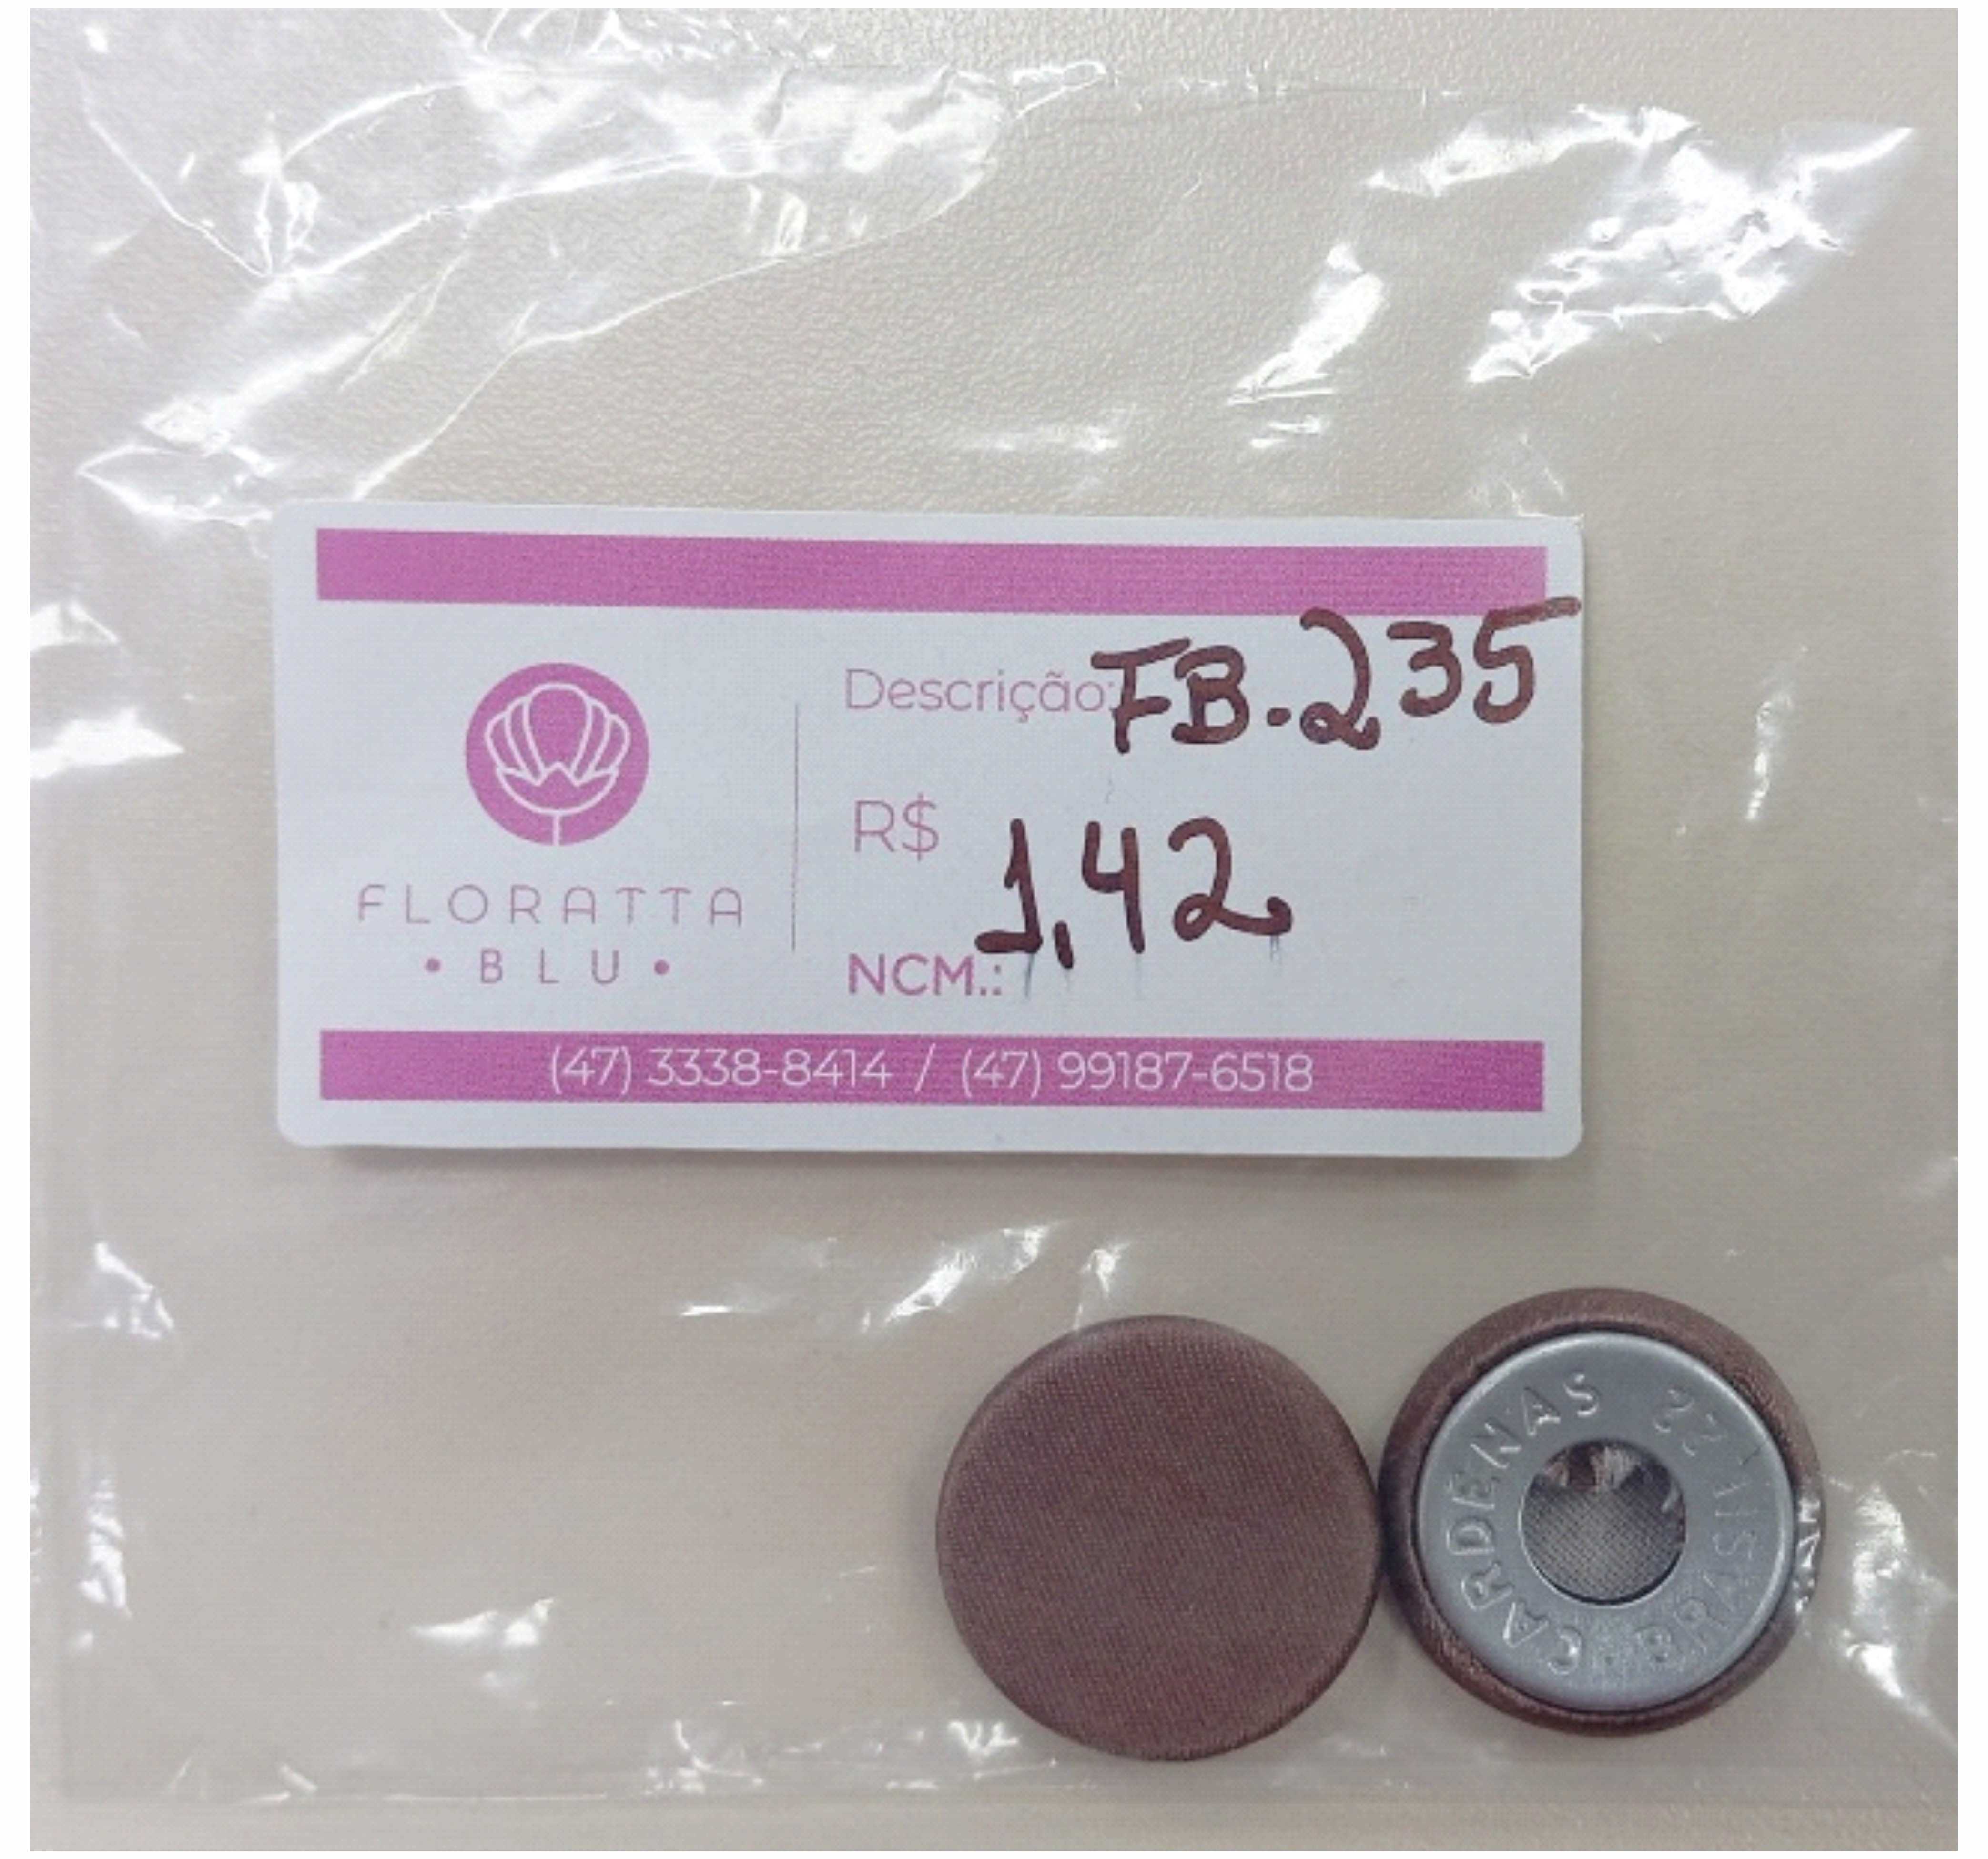 Descrição: FB.235
R$ 1,42
NCM.:
FLORATTA
• BLU •
(47) 3338-8414 / (47) 99187-6518
CARDENAS 22
BRASIL